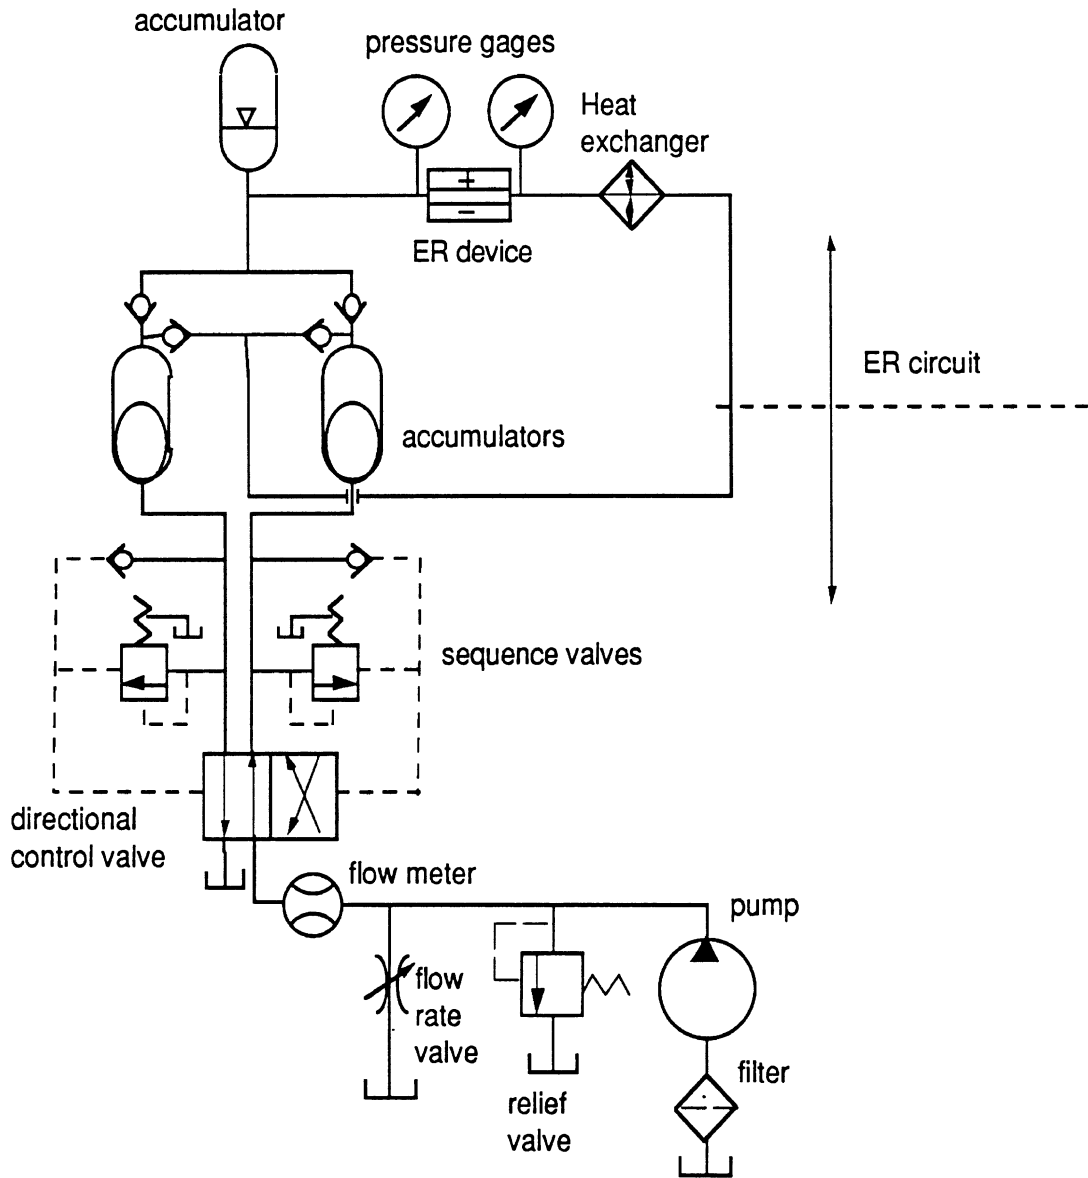 accumulator
pressure gages
Heat
exchanger
+
−
ER device
ER circuit
accumulators
sequence valves
directional
control valve
flow meter
pump
flow
rate
valve
filter
relief
valve